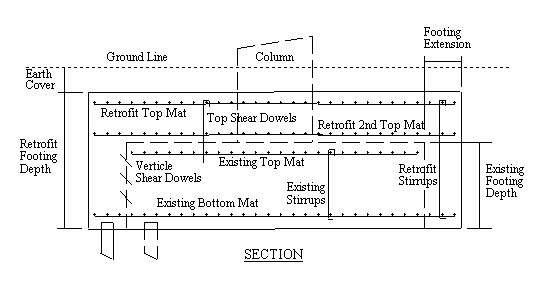 Footing
Extension
Ground Line
Column
Earth
Cover
Retrofit Top Mat
Top Shear Dowels
Retrofit 2nd Top Mat
Retrofit
Footing
Depth
Verticle
Shear Dowels
Existing Top Mat
Existing
Stirrups
Retrofit
Stirrups
Existing
Footing
Depth
Existing Bottom Mat
SECTION